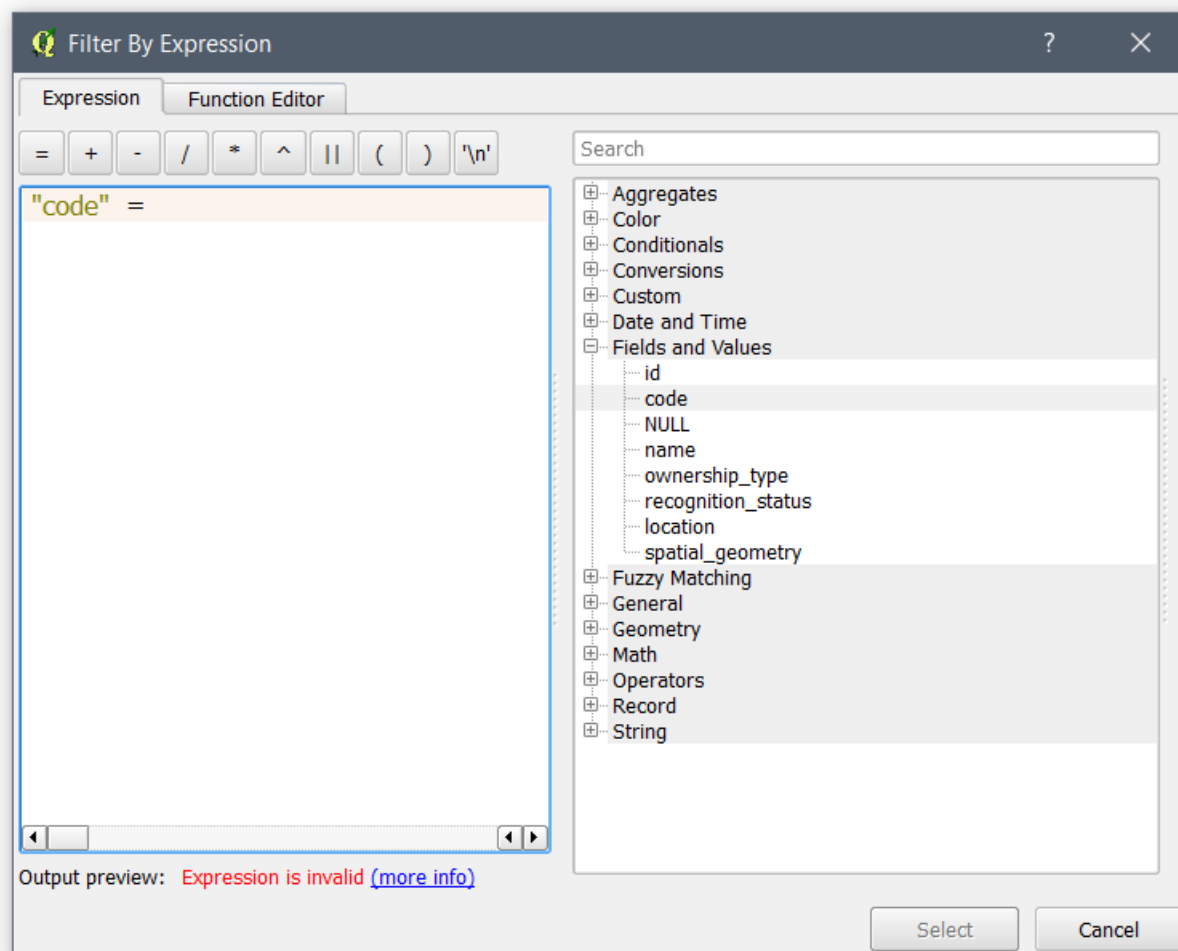 Filter By Expression ?
Expression Function Editor
= + - / * ^ || ( ) '\n'
"code" =
Search
Aggregates
Color
Conditionals
Conversions
Custom
Date and Time
Fields and Values
id
code
NULL
name
ownership_type
recognition_status
location
spatial_geometry
Fuzzy Matching
General
Geometry
Math
Operators
Record
String
Output preview: Expression is invalid (more info)
Select Cancel